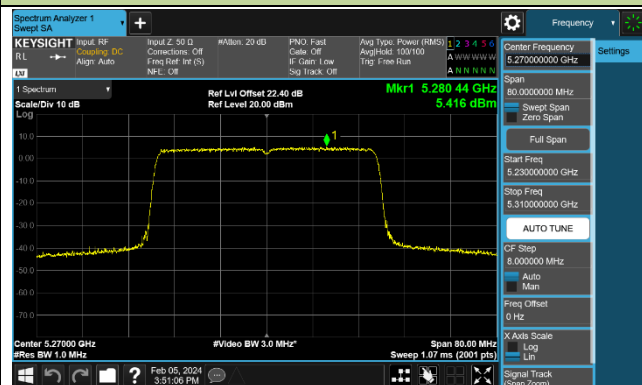 Spectrum Analyzer 1
Swept SA
+
Frequency
KEYSIGHT
RL
LXI
Input: RF
Coupling: DC
Align: Auto
Input Z: 50 Ω
Corrections: Off
Freq Ref: Int (S)
NFE: Off
#Atten: 20 dB
PNO: Fast
Gate: Off
IF Gain: Low
Sig Track: Off
Avg Type: Power (RMS)
Avg|Hold: 100/100
Trig: Free Run
1 2 3 4 5 6
A W W W W W
A N N N N N
1 Spectrum
Scale/Div 10 dB
Log
Ref Lvl Offset 22.40 dB
Ref Level 20.00 dBm
Mkr1 5.280 44 GHz
5.416 dBm
10.0
0.00
-10.0
-20.0
-30.0
-40.0
-50.0
-60.0
-70.0
1
Center 5.27000 GHz
#Res BW 1.0 MHz
#Video BW 3.0 MHz*
Span 80.00 MHz
Sweep 1.07 ms (2001 pts)
Center Frequency
5.270000000 GHz
Settings
Span
80.0000000 MHz
Swept Span
Zero Span
Full Span
Start Freq
5.230000000 GHz
Stop Freq
5.310000000 GHz
AUTO TUNE
CF Step
8.000000 MHz
Auto
Man
Freq Offset
0 Hz
X Axis Scale
Log
Lin
Signal Track
(Span Zoom)
?
Feb 05, 2024
3:51:06 PM